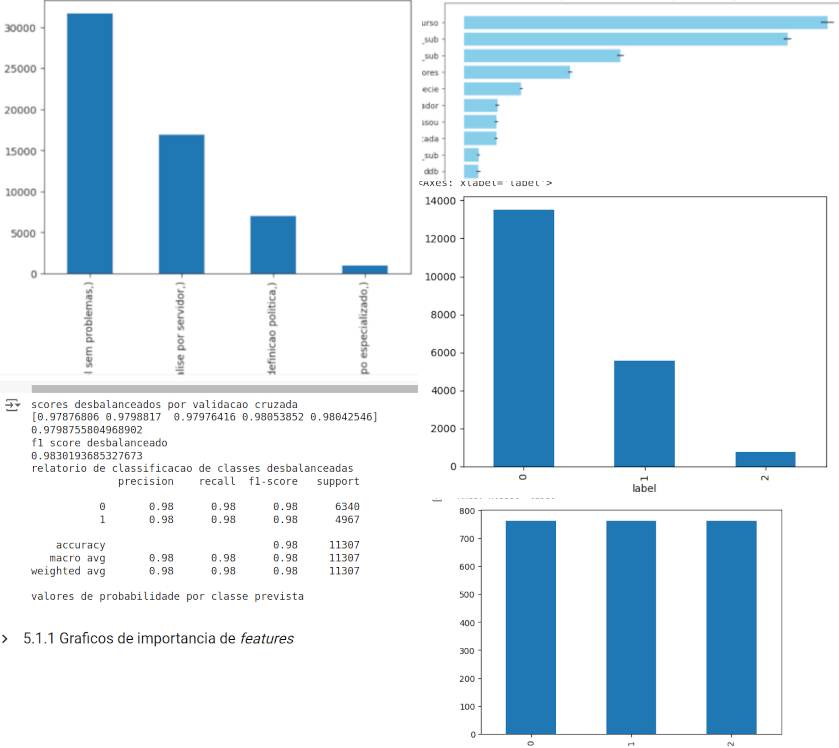 30000
25000
20000
15000
10000
5000
0
l sem problemas,)
alise por servidor,)
definicao politica,)
po especializado,)
urso
_sub
_sub
ores
ecie
ador
ssou
tada
_sub
ddb
<Axes: xlabel='label'>
14000
12000
10000
8000
6000
4000
2000
0
0
1
2
label
scores desbalanceados por validacao cruzada
[0.97876806 0.9798817 0.97976416 0.98053852 0.98042546]
0.9798755804968902
f1 score desbalanceado
0.9830193685327673
relatorio de classificacao de classes desbalanceadas
precision recall f1-score support
0 0.98 0.98 0.98 6340
1 0.98 0.98 0.98 4967
accuracy 0.98 11307
macro avg 0.98 0.98 0.98 11307
weighted avg 0.98 0.98 0.98 11307
valores de probabilidade por classe prevista
5.1.1 Graficos de importancia de features
800
700
600
500
400
300
200
100
0
0
1
2